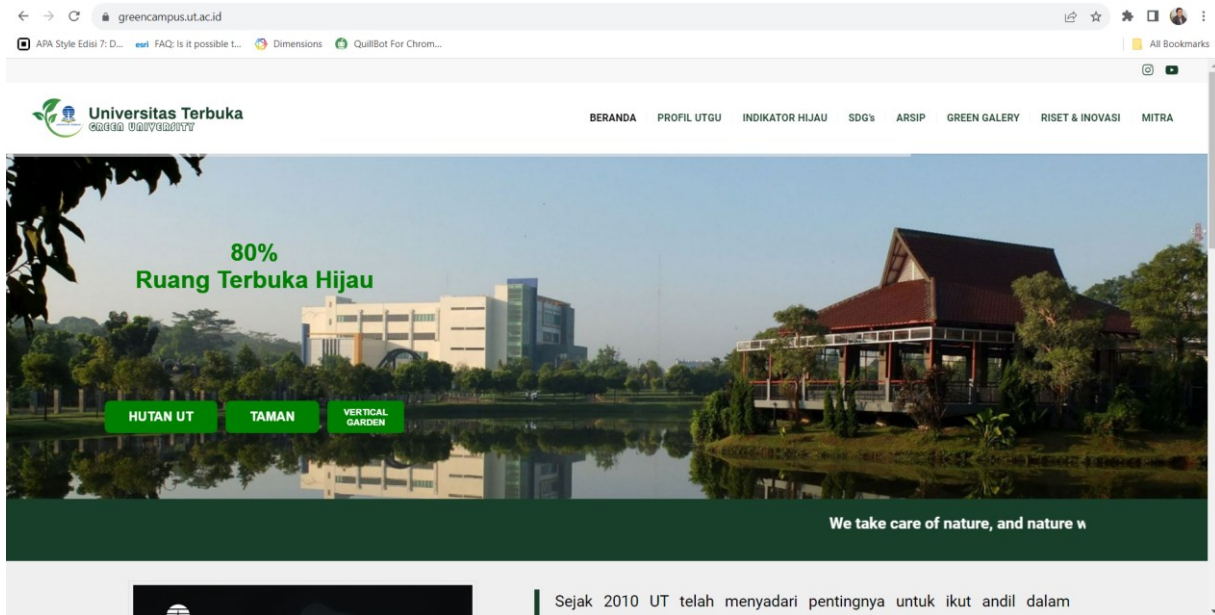 greencampus.ut.ac.id
APA Style Edisi 7: D... esri FAQ: Is it possible t... Dimensions QuillBot For Chrom... All Bookmarks
Universitas Terbuka
GREEN UNIVERSITY
BERANDA PROFIL UTGU INDIKATOR HIJAU SDG's ARSIP GREEN GALERY RISET & INOVASI MITRA
80%
Ruang Terbuka Hijau
HUTAN UT TAMAN VERTICAL
GARDEN
We take care of nature, and nature w
Sejak 2010 UT telah menyadari pentingnya untuk ikut andil dalam